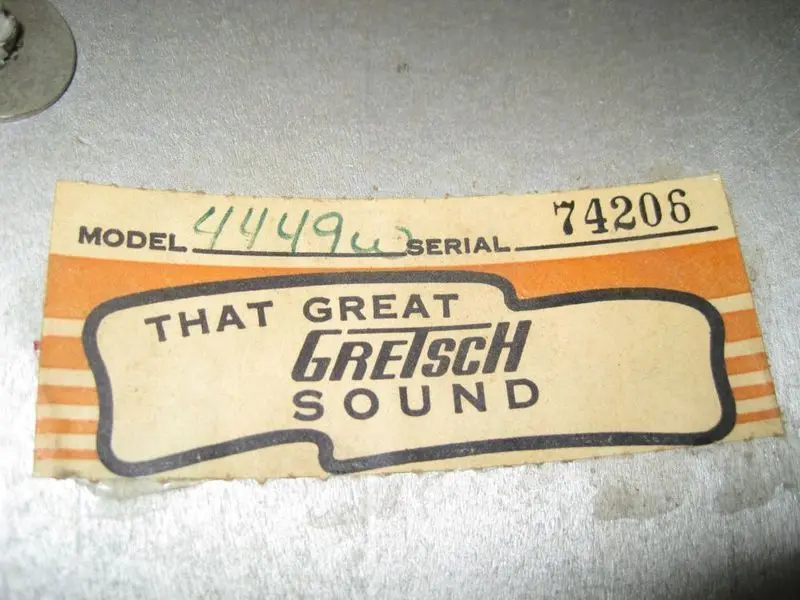 MODEL 4449w SERIAL 74206
THAT GREAT
GRETSCH
SOUND